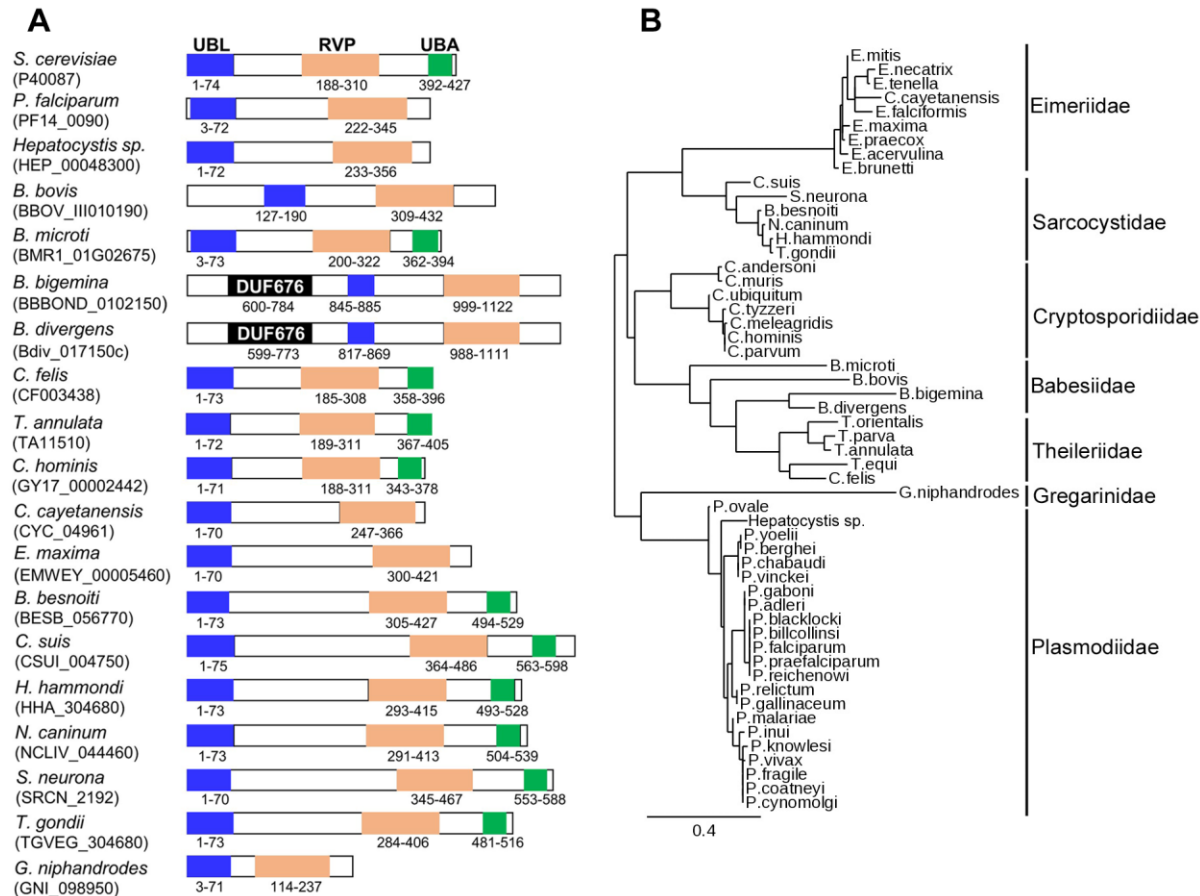 A
UBL RVP UBA
S. cerevisiae
(P40087)
1-74 188-310 392-427
P. falciparum
(PF14_0090)
3-72 222-345
Hepatocystis sp.
(HEP_00048300)
1-72 233-356
B. bovis
(BBOV_III010190)
127-190 309-432
B. microti
(BMR1_01G02675)
3-73 200-322 362-394
B. bigemina
(BBBOND_0102150)
DUF676
600-784 845-885 999-1122
B. divergens
(Bdiv_017150c)
DUF676
599-773 817-869 988-1111
C. felis
(CF003438)
1-73 185-308 358-396
T. annulata
(TA11510)
1-72 189-311 367-405
C. hominis
(GY17_00002442)
1-71 188-311 343-378
C. cayetanensis
(CYC_04961)
1-70 247-366
E. maxima
(EMWEY_00005460)
1-70 300-421
B. besnoiti
(BESB_056770)
1-73 305-427 494-529
C. suis
(CSUI_004750)
1-75 364-486 563-598
H. hammondi
(HHA_304680)
1-73 293-415 493-528
N. caninum
(NCLIV_044460)
1-73 291-413 504-539
S. neurona
(SRCN_2192)
1-70 345-467 553-588
T. gondii
(TGVEG_304680)
1-73 284-406 481-516
G. niphandrodes
(GNI_098950)
3-71 114-237
B
E.mitis
E.necatrix
E.tenella
C.cayetanensis
E.falciformis
E.maxima
E.praecox
E.acervulina
E.brunetti
Eimeriidae
C.suis
S.neurona
B.besnoiti
N.caninum
H.hammondi
T.gondii
Sarcocystidae
C.andersoni
C.muris
C.ubiquitum
C.tyzzeri
C.meleagridis
C.hominis
C.parvum
Cryptosporidiidae
B.microti
B.bovis
B.bigemina
B.divergens
Babesiidae
T.orientalis
T.parva
T.annulata
T.equi
C.felis
Theileriidae
G.niphandrodes
Gregarinidae
P.ovale
Hepatocystis sp.
P.yoelii
P.berghei
P.chabaudi
P.vinckei
P.gaboni
P.adleri
P.blacklocki
P.billcollinsi
P.falciparum
P.praefalciparum
P.reichenowi
P.relictum
P.gallinaceum
P.malariae
P.inui
P.knowlesi
P.vivax
P.fragile
P.coatneyi
P.cynomolgi
Plasmodiidae
0.4